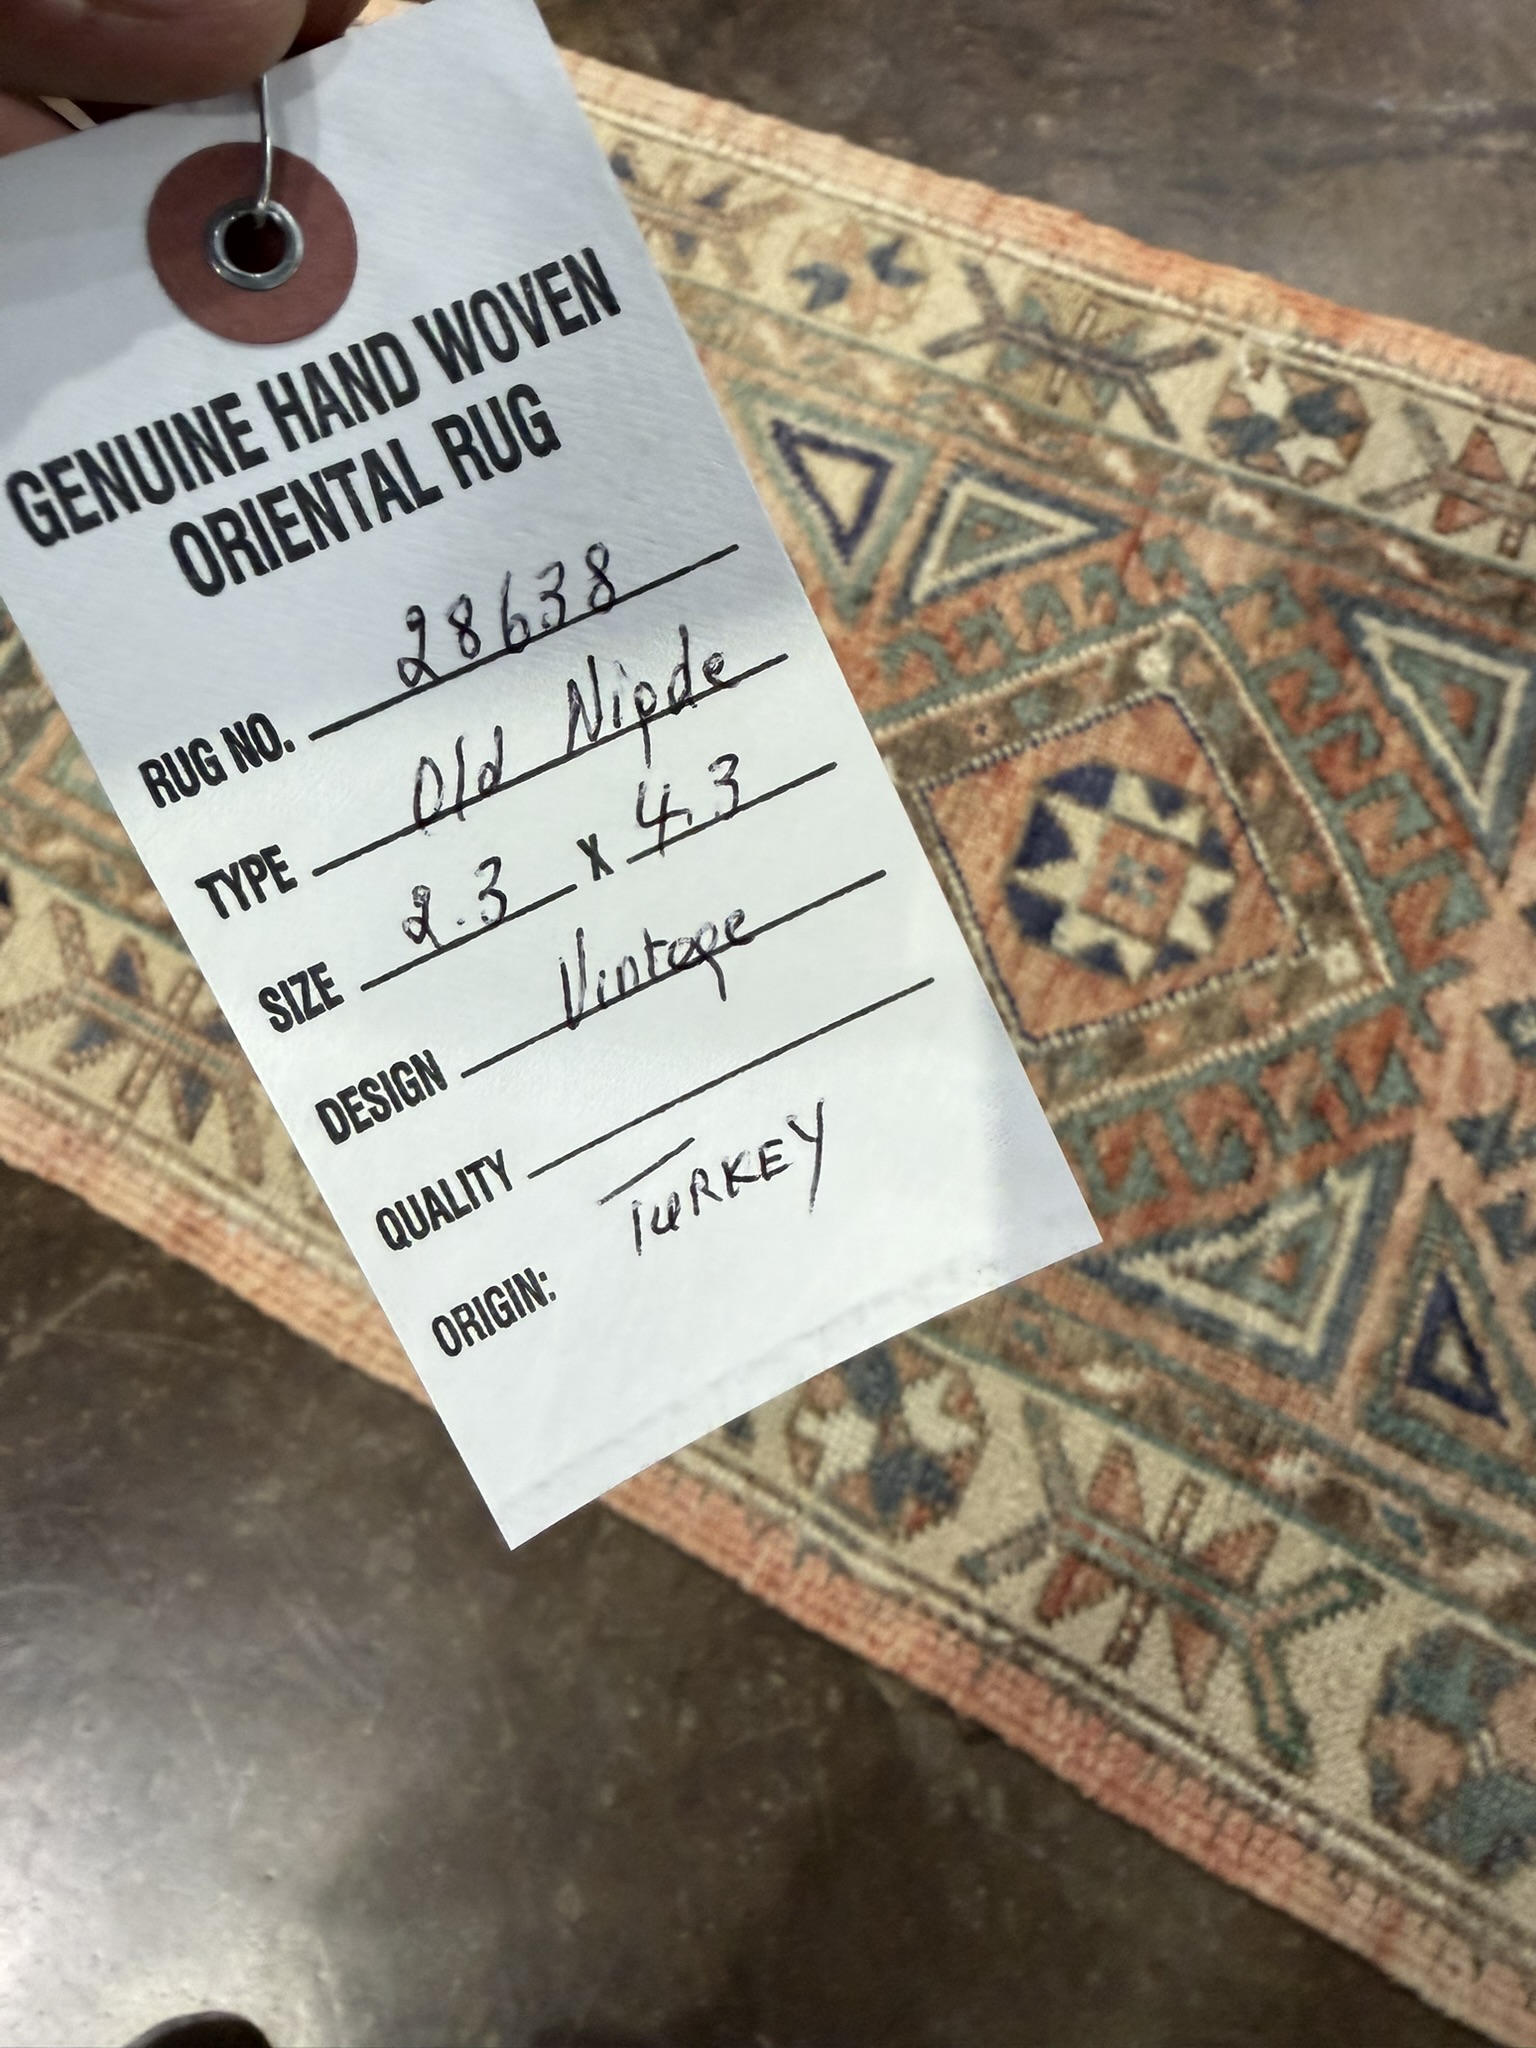 GENUINE HAND WOVEN
ORIENTAL RUG
RUG NO. 28638
TYPE Old Nigde
SIZE 2.3 X 4.3
DESIGN Vintage
QUALITY
ORIGIN: TURKEY